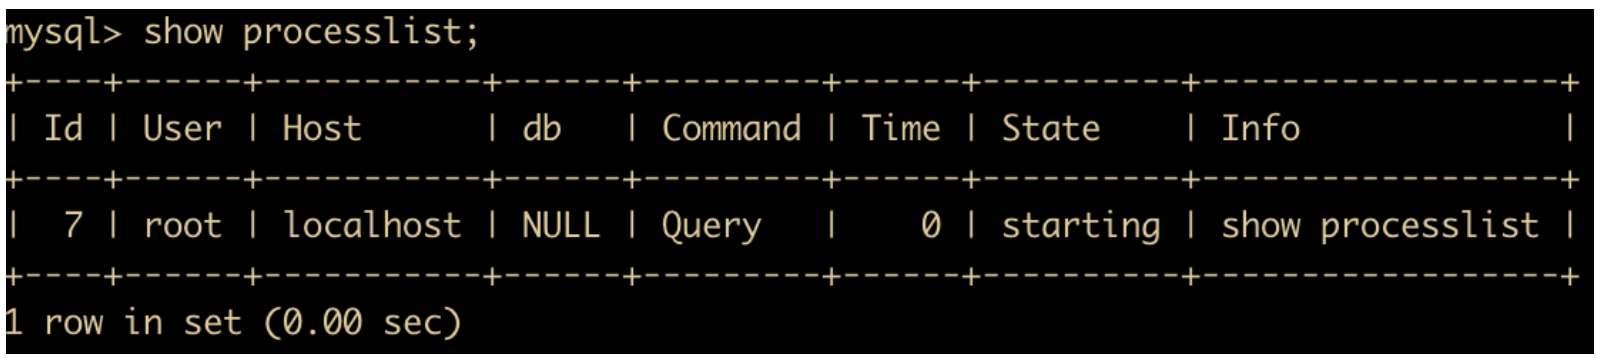 mysql> show processlist;
+----+------+-----------+------+---------+------+----------+------------------+
| Id | User | Host      | db   | Command | Time | State    | Info             |
+----+------+-----------+------+---------+------+----------+------------------+
|  7 | root | localhost | NULL | Query   |    0 | starting | show processlist |
+----+------+-----------+------+---------+------+----------+------------------+
1 row in set (0.00 sec)